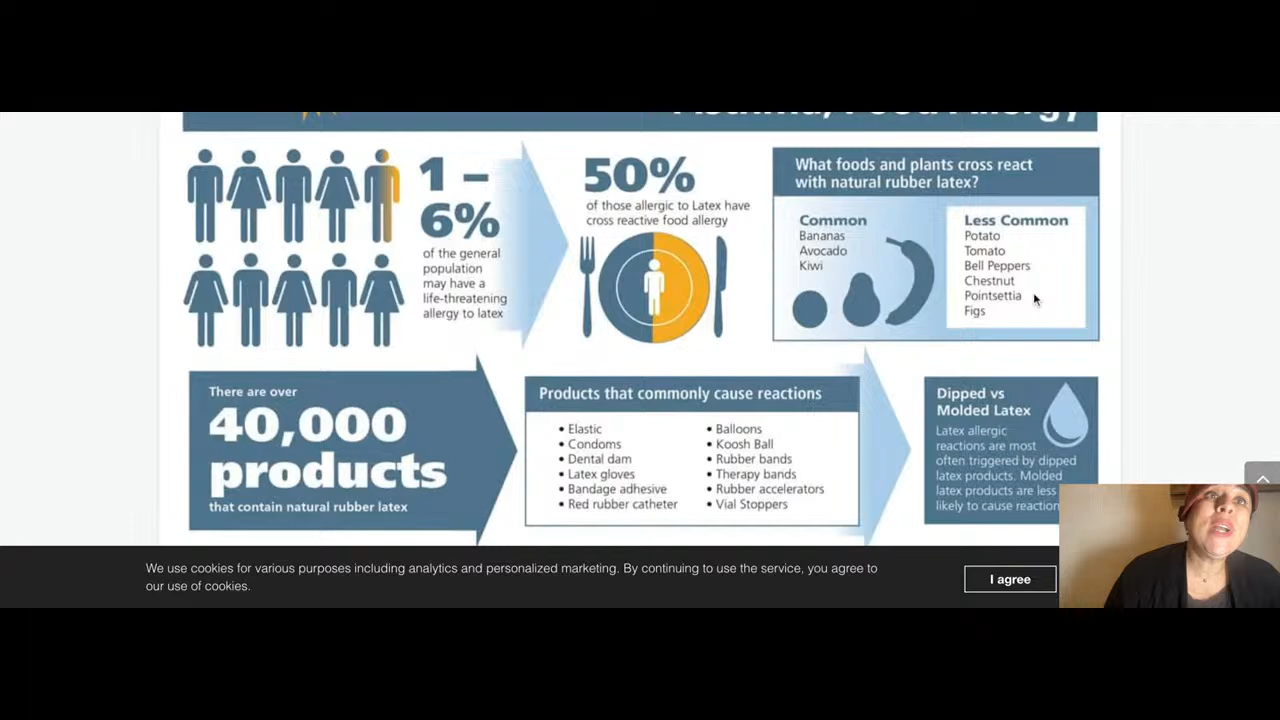 Asthma, Food Allergy
1 –
6%
of the general
population
may have a
life-threatening
allergy to latex
50%
of those allergic to Latex have
cross reactive food allergy
What foods and plants cross react
with natural rubber latex?
Common
Bananas
Avocado
Kiwi
Less Common
Potato
Tomato
Bell Peppers
Chestnut
Pointsettia
Figs
There are over
40,000
products
that contain natural rubber latex
Products that commonly cause reactions
• Elastic
• Condoms
• Dental dam
• Latex gloves
• Bandage adhesive
• Red rubber catheter
• Balloons
• Koosh Ball
• Rubber bands
• Therapy bands
• Rubber accelerators
• Vial Stoppers
Dipped vs
Molded Latex
Latex allergic
reactions are most
often triggered by dipped
latex products. Molded
latex products are less
likely to cause reaction
We use cookies for various purposes including analytics and personalized marketing. By continuing to use the service, you agree to
our use of cookies.
I agree